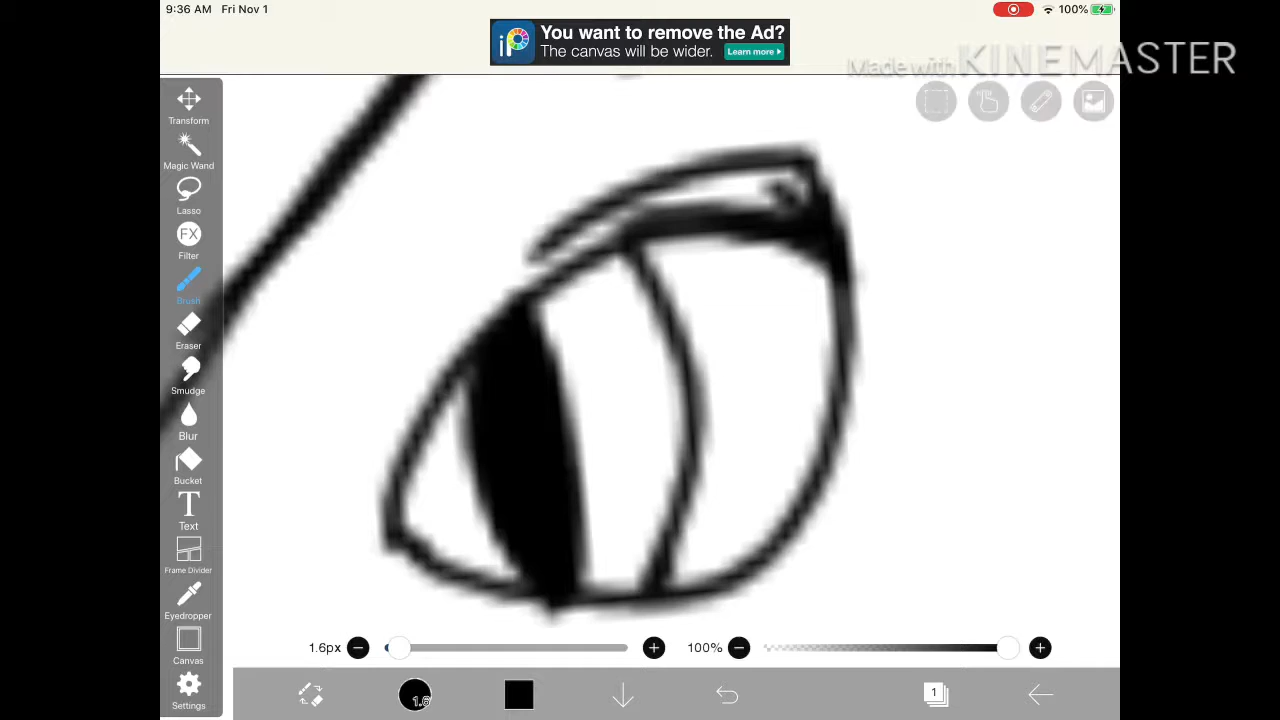 9:36 AM Fri Nov 1
100%
You want to remove the Ad?
The canvas will be wider.
Learn more
Made with KINEMASTER
Transform
Magic Wand
Lasso
FX
Filter
Brush
Eraser
Smudge
Blur
Bucket
T
Text
Frame Divider
Eyedropper
Canvas
Settings
1.6px
100%
1.6
1